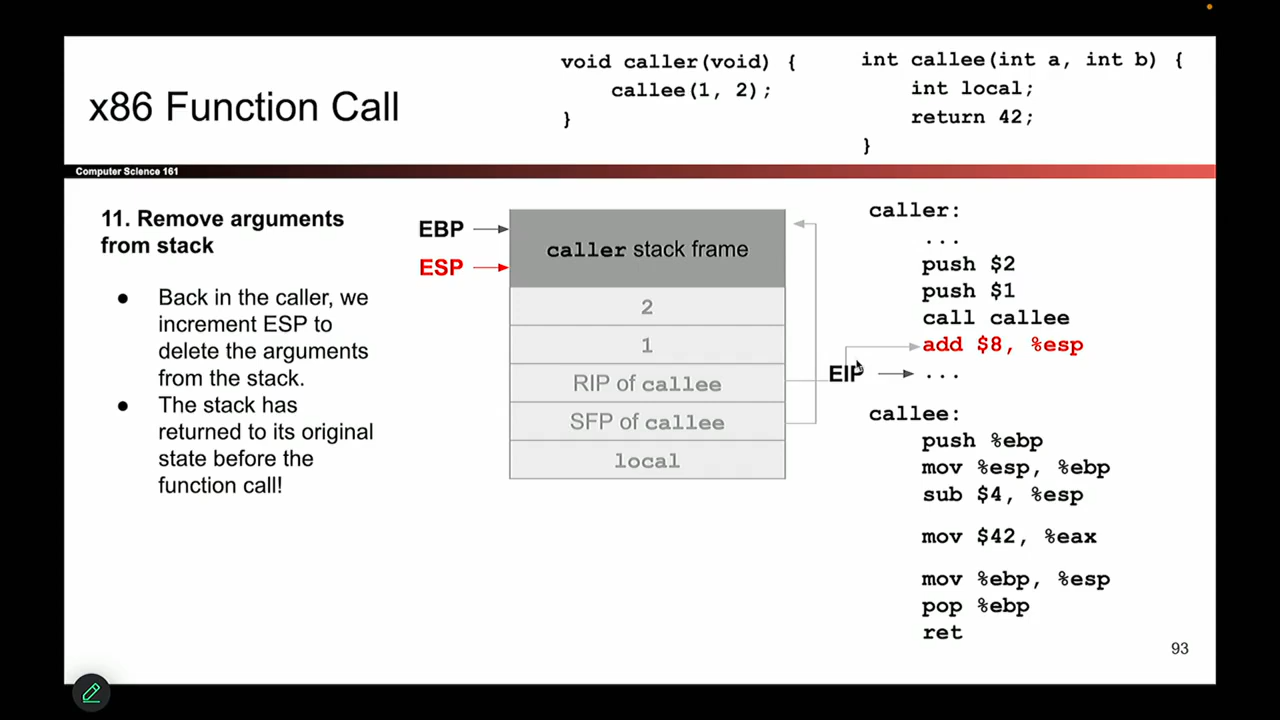 x86 Function Call
void caller(void) {
callee(1, 2);
}
int callee(int a, int b) {
int local;
return 42;
}
Computer Science 161
11. Remove arguments
from stack
● Back in the caller, we
increment ESP to
delete the arguments
from the stack.
● The stack has
returned to its original
state before the
function call!
EBP
ESP
caller stack frame
2
1
RIP of callee
SFP of callee
local
EIP
caller:
...
push $2
push $1
call callee
add $8, %esp
...
callee:
push %ebp
mov %esp, %ebp
sub $4, %esp
mov $42, %eax
mov %ebp, %esp
pop %ebp
ret
93